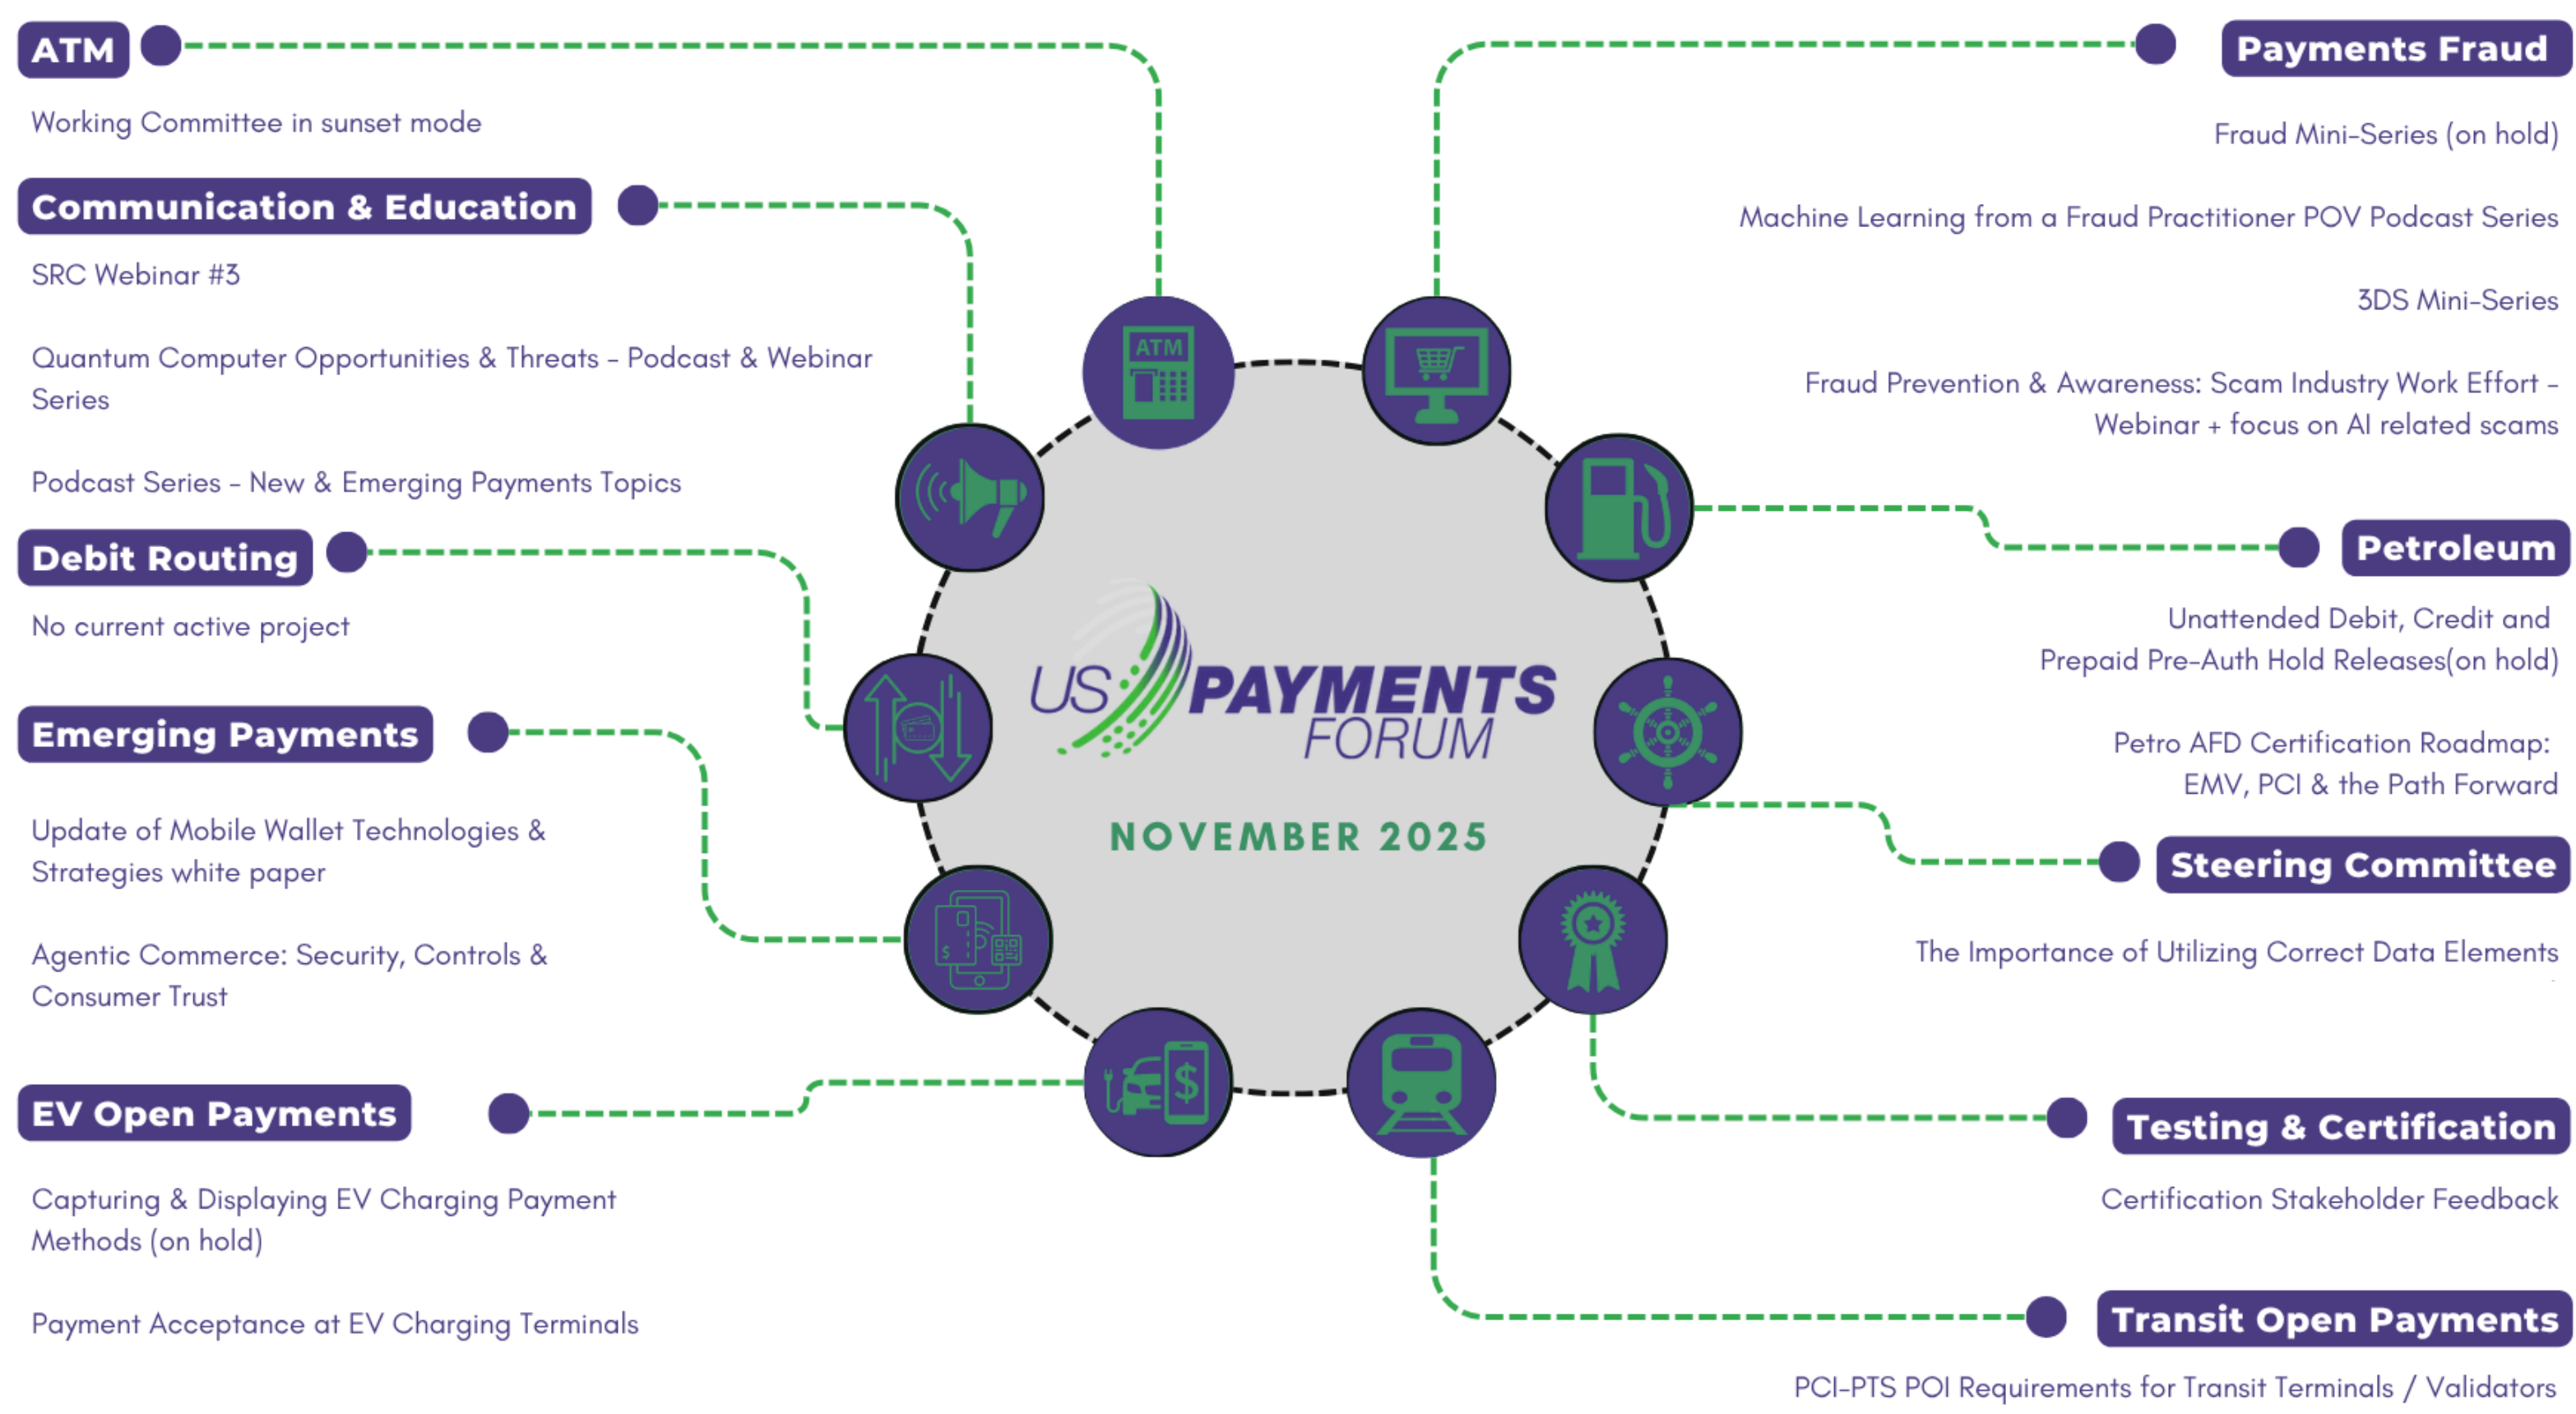 ATM
Working Committee in sunset mode
Communication & Education
SRC Webinar #3
Quantum Computer Opportunities & Threats - Podcast & Webinar
Series
Podcast Series - New & Emerging Payments Topics
Debit Routing
No current active project
Emerging Payments
Update of Mobile Wallet Technologies &
Strategies white paper
Agentic Commerce: Security, Controls &
Consumer Trust
EV Open Payments
Capturing & Displaying EV Charging Payment
Methods (on hold)
Payment Acceptance at EV Charging Terminals
ATM
$
$
US PAYMENTS
FORUM
NOVEMBER 2025
Payments Fraud
Fraud Mini-Series (on hold)
Machine Learning from a Fraud Practitioner POV Podcast Series
3DS Mini-Series
Fraud Prevention & Awareness: Scam Industry Work Effort -
Webinar + focus on AI related scams
Petroleum
Unattended Debit, Credit and
Prepaid Pre-Auth Hold Releases(on hold)
Petro AFD Certification Roadmap:
EMV, PCI & the Path Forward
Steering Committee
The Importance of Utilizing Correct Data Elements
Testing & Certification
Certification Stakeholder Feedback
Transit Open Payments
PCI-PTS POI Requirements for Transit Terminals / Validators